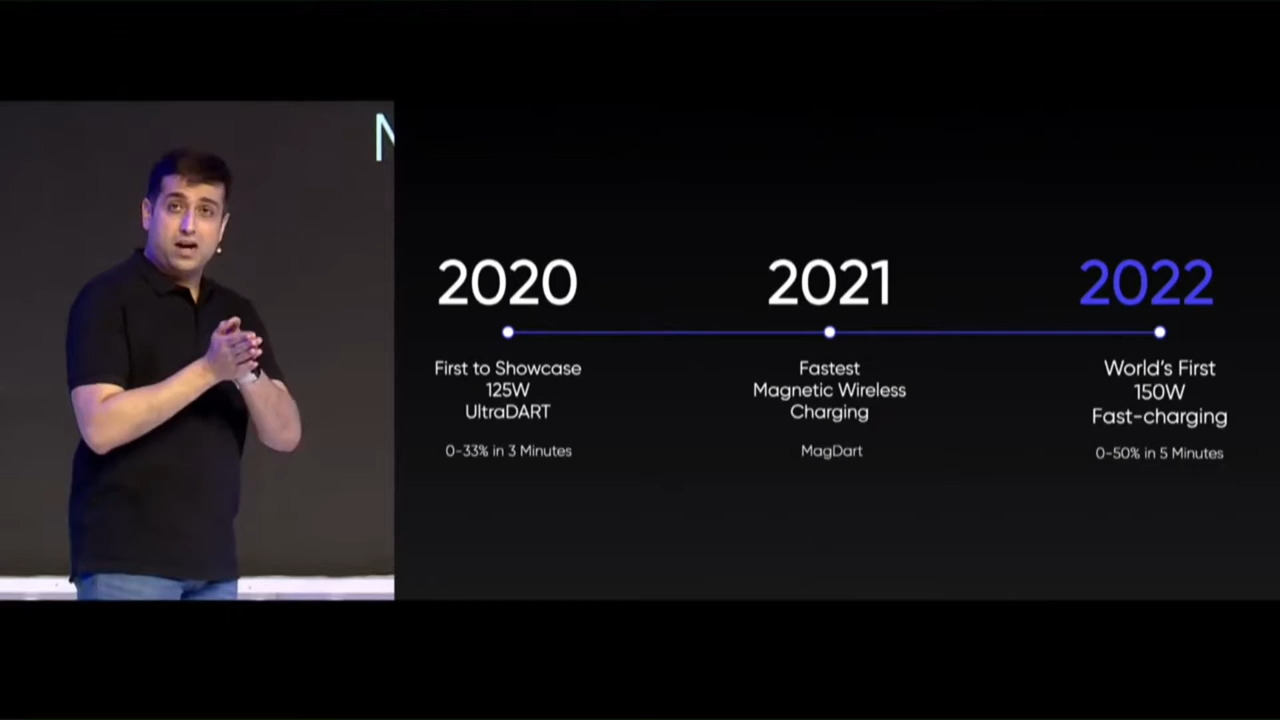 2020
First to Showcase
125W
UltraDART
0-33% in 3 Minutes
2021
Fastest
Magnetic Wireless
Charging
MagDart
2022
World's First
150W
Fast-charging
0-50% in 5 Minutes